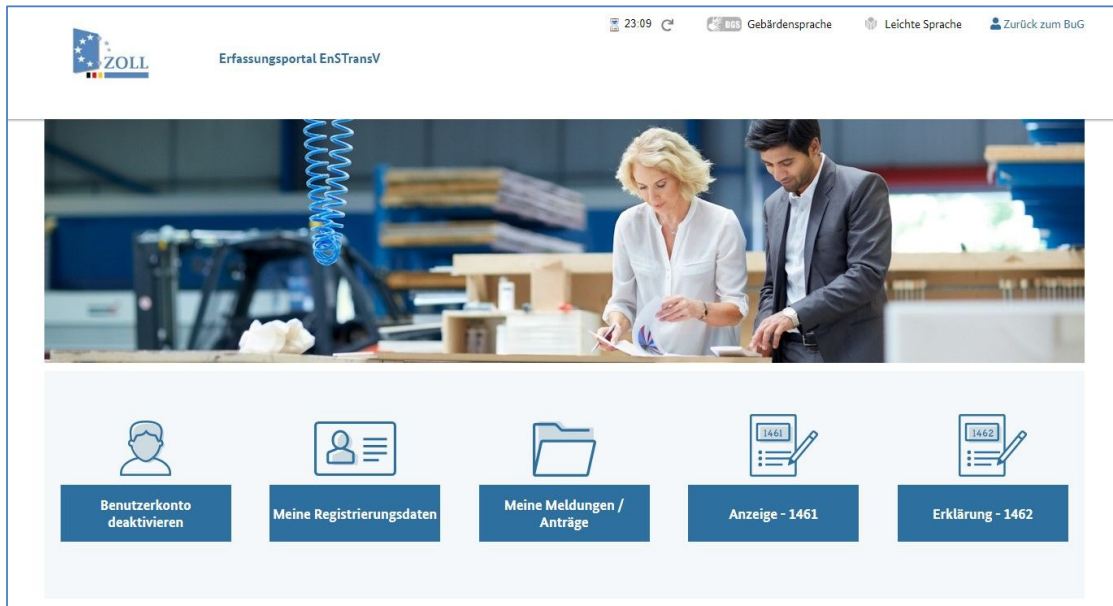 23:09
DGS Gebärdensprache
Leichte Sprache
Zurück zum BuG
ZOLL
Erfassungsportal EnSTransV
1461
1462
Benutzerkonto
deaktivieren
Meine Registrierungsdaten
Meine Meldungen /
Anträge
Anzeige - 1461
Erklärung - 1462